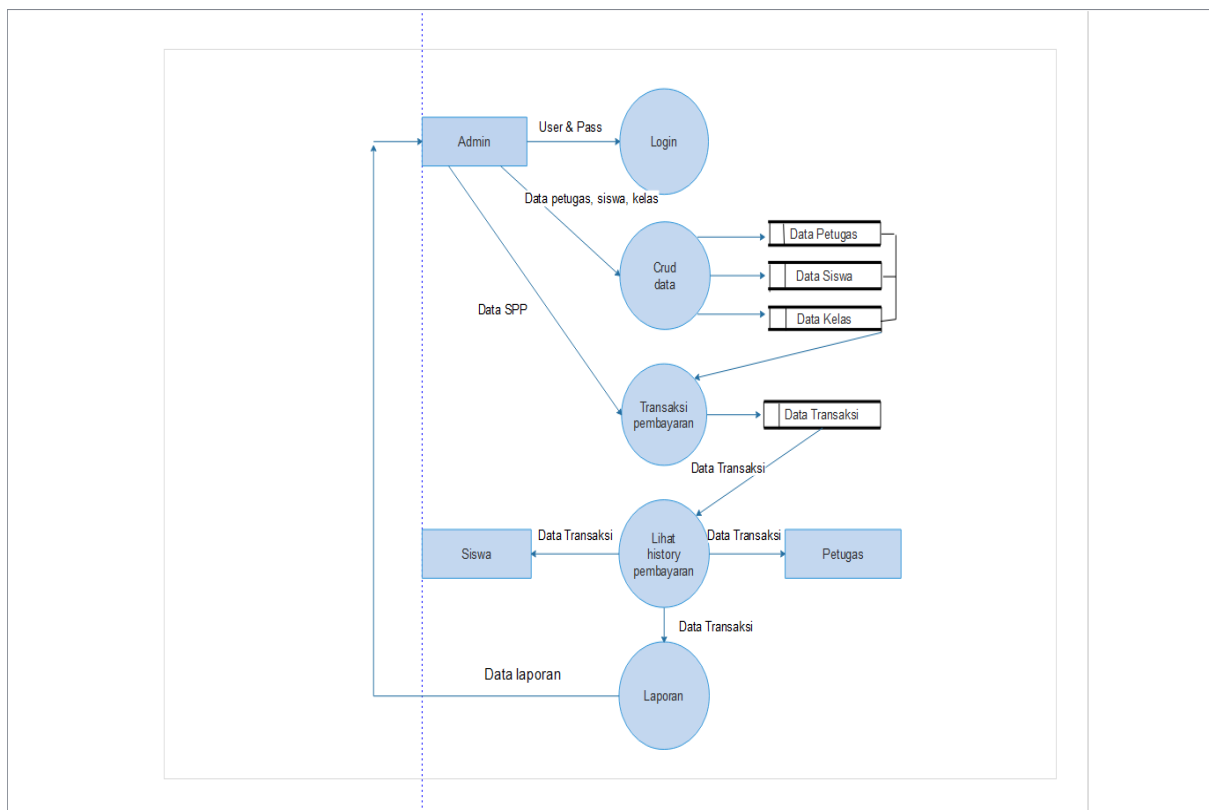 Admin
User & Pass
Login
Data petugas, siswa, kelas
Data Petugas
Crud
data
Data Siswa
Data SPP
Data Kelas
Transaksi
pembayaran
Data Transaksi
Data Transaksi
Siswa
Data Transaksi
Lihat
history
pembayaran
Data Transaksi
Petugas
Data Transaksi
Data laporan
Laporan